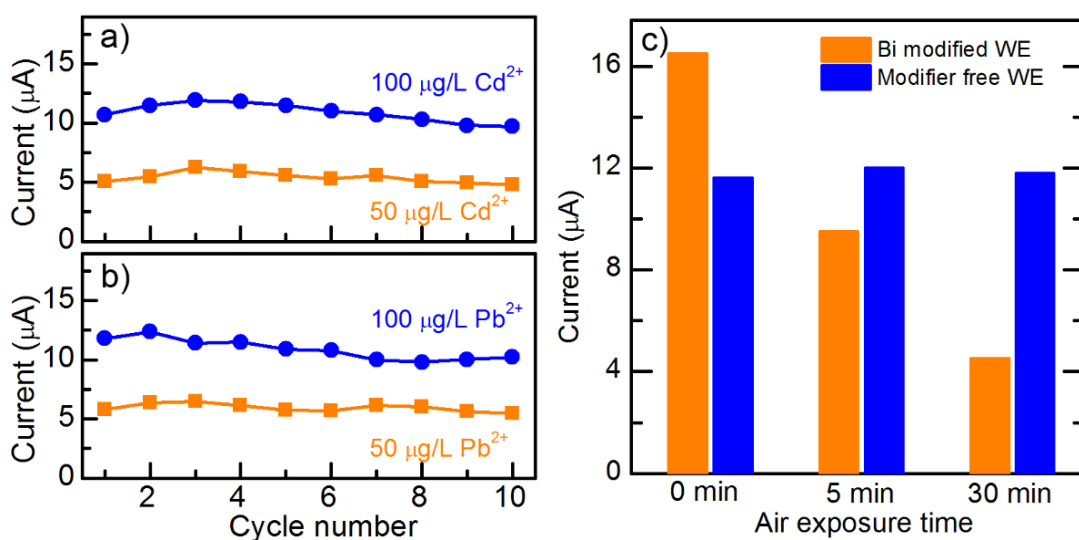 a)
100 μg/L Cd²⁺
50 μg/L Cd²⁺
Current (μA)
15
10
5
0
b)
100 μg/L Pb²⁺
50 μg/L Pb²⁺
Current (μA)
15
10
5
0
2 4 6 8 10
Cycle number
c)
Bi modified WE
Modifier free WE
Current (μA)
16
12
8
4
0
0 min 5 min 30 min
Air exposure time